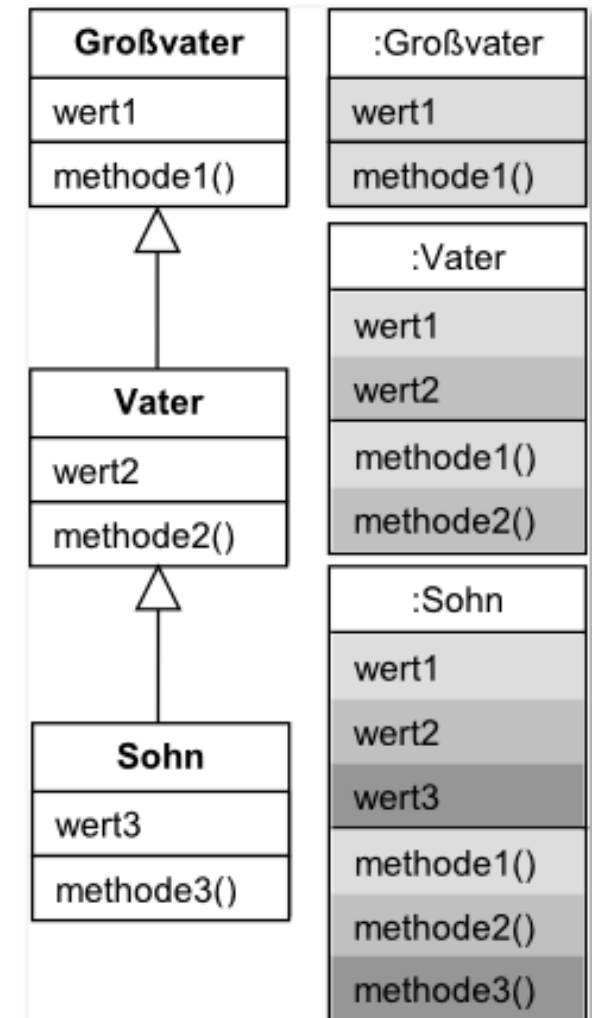 Großvater
wert1
methode1()
Vater
wert2
methode2()
Sohn
wert3
methode3()
:Großvater
wert1
methode1()
:Vater
wert1
wert2
methode1()
methode2()
:Sohn
wert1
wert2
wert3
methode1()
methode2()
methode3()